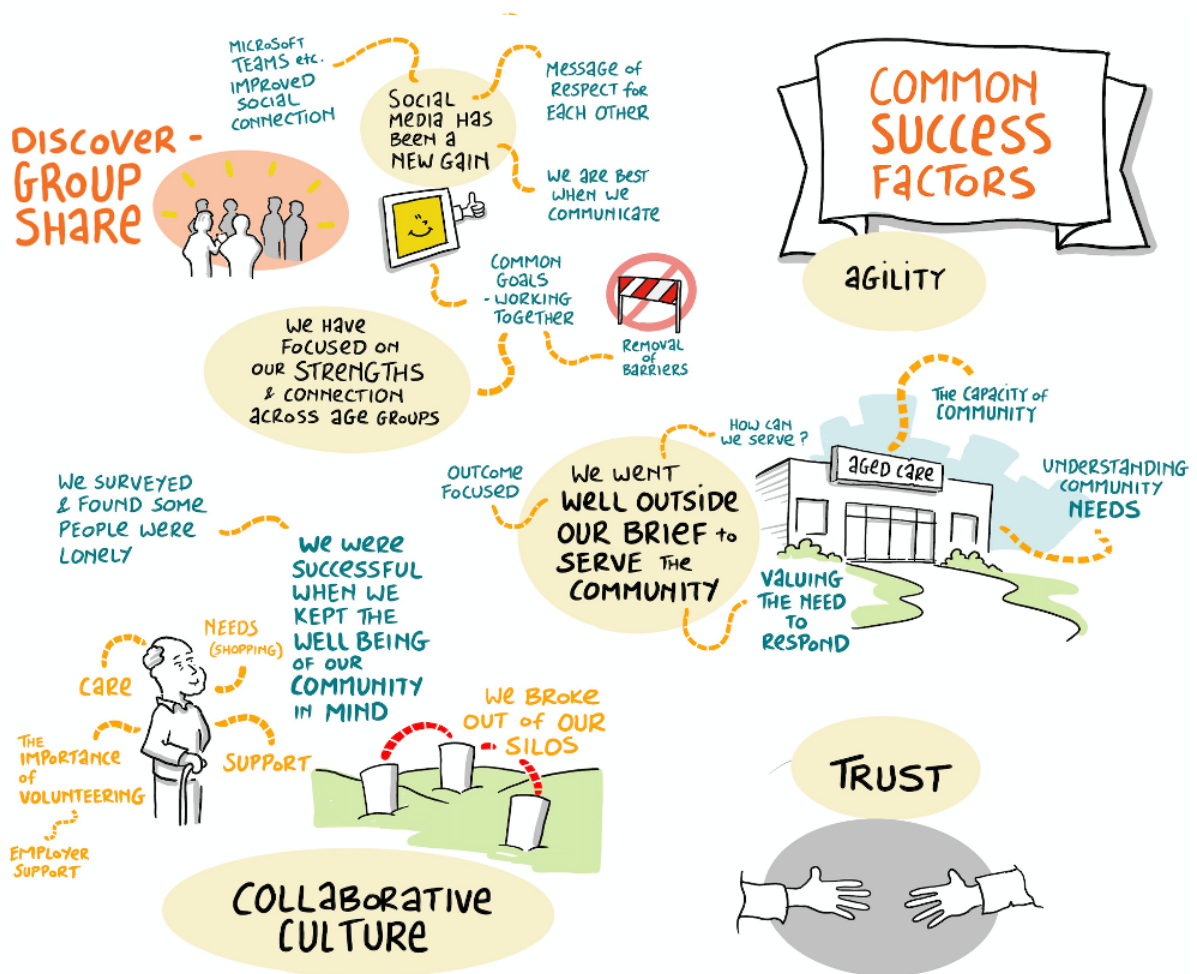 DISCOVER -
GROUP
SHARE
MICROSOFT
TEAMS etc.
IMPROVED
SOCIAL
CONNECTION
SOCIAL
MEDIA HAS
BEEN A
NEW GAIN
MESSAGE OF
RESPECT for
EACH OTHER
WE ARE BEST
WHEN WE
COMMUNICATE
COMMON
GOALS
- WORKING
TOGETHER
REMOVAL
of
BARRIERS
WE HAVE
FOCUSED ON
OUR STRENGTHS
& CONNECTION
ACROSS AGE GROUPS
COMMON
SUCCESS
FACTORS
AGILITY
THE CAPACITY OF
COMMUNITY
HOW CAN
WE SERVE?
AGED CARE
UNDERSTANDING
COMMUNITY
NEEDS
OUTCOME
FOCUSED
WE WENT
WELL OUTSIDE
OUR BRIEF to
SERVE THE
COMMUNITY
VALUING
THE NEED
TO
RESPOND
WE SURVEYED
& FOUND SOME
PEOPLE WERE
LONELY
WE WERE
SUCCESSFUL
WHEN WE
KEPT THE
WELL BEING
OF OUR
COMMUNITY
IN MIND
CARE
NEEDS
(SHOPPING)
THE
IMPORTANCE
of
VOLUNTEERING
SUPPORT
EMPLOYER
SUPPORT
WE BROKE
OUT of OUR
SILOS
COLLABORATIVE
CULTURE
TRUST